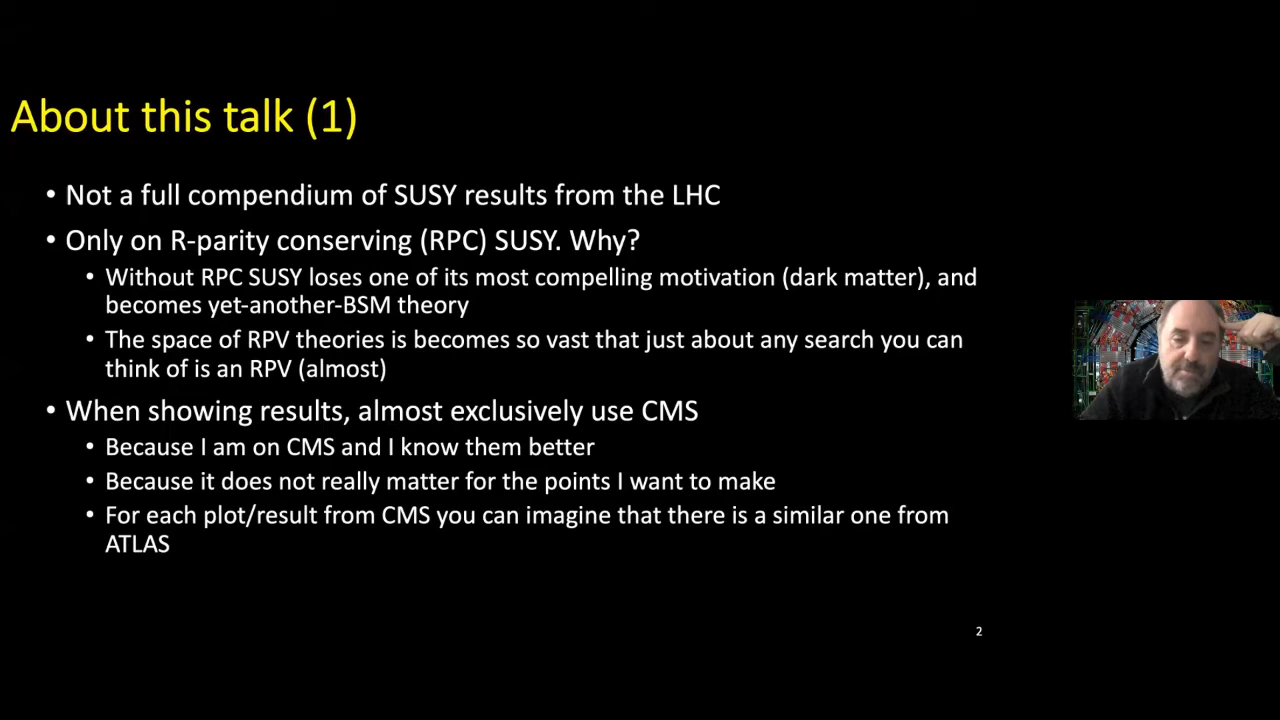 About this talk (1)
• Not a full compendium of SUSY results from the LHC
• Only on R-parity conserving (RPC) SUSY. Why?
• Without RPC SUSY loses one of its most compelling motivation (dark matter), and
becomes yet-another-BSM theory
• The space of RPV theories is becomes so vast that just about any search you can
think of is an RPV (almost)
• When showing results, almost exclusively use CMS
• Because I am on CMS and I know them better
• Because it does not really matter for the points I want to make
• For each plot/result from CMS you can imagine that there is a similar one from
ATLAS
2